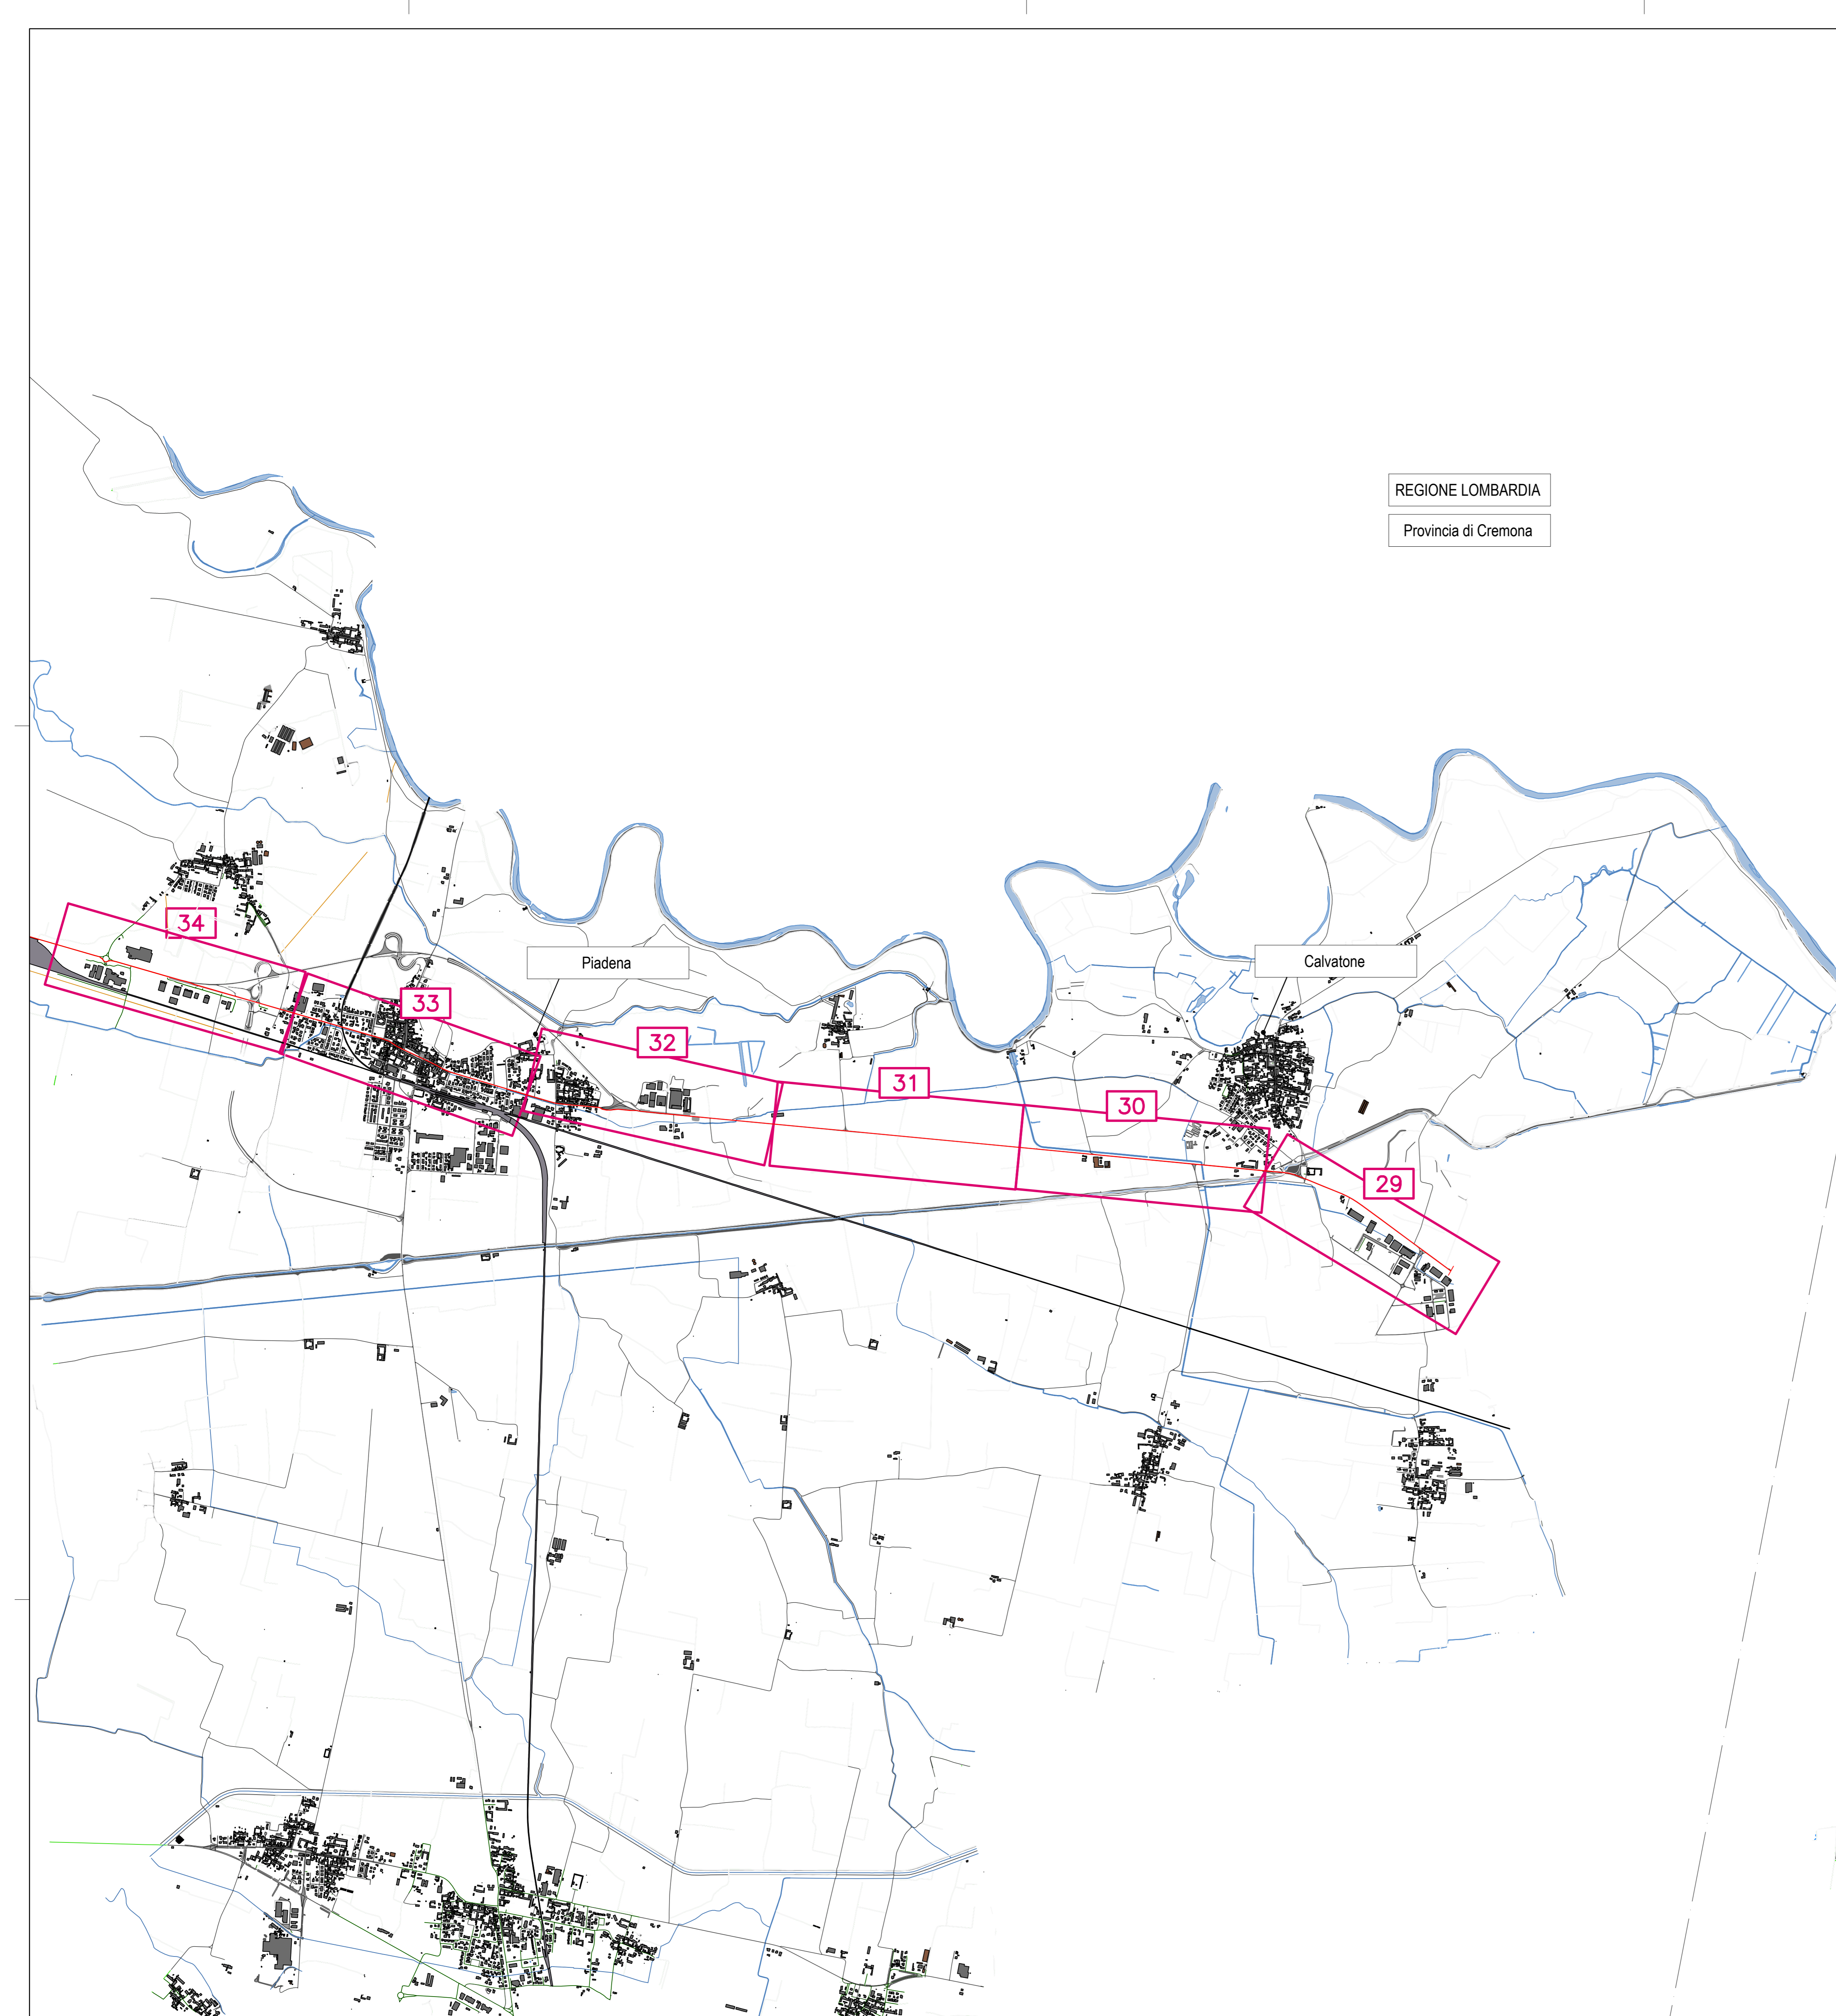 REGIONE LOMBARDIA
Provincia di Cremona
34
Piadena
Calvatone
33
32
31
30
29